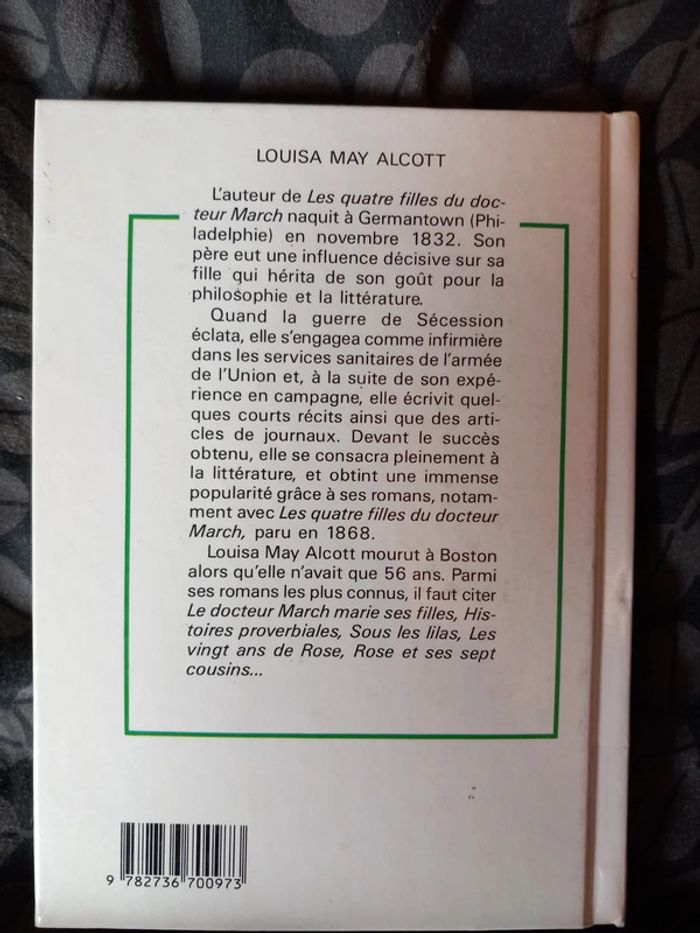 LOUISA MAY ALCOTT
L'auteur de Les quatre filles du doc-
teur March naquit à Germantown (Phi-
ladelphie) en novembre 1832. Son
père eut une influence décisive sur sa
fille qui hérita de son goût pour la
philosophie et la littérature.
Quand la guerre de Sécession
éclata, elle s'engagea comme infirmière
dans les services sanitaires de l'armée
de l'Union et, à la suite de son expé-
rience en campagne, elle écrivit quel-
ques courts récits ainsi que des arti-
cles de journaux. Devant le succès
obtenu, elle se consacra pleinement à
la littérature, et obtint une immense
popularité grâce à ses romans, notam-
ment avec Les quatre filles du docteur
March, paru en 1868.
Louisa May Alcott mourut à Boston
alors qu'elle n'avait que 56 ans. Parmi
ses romans les plus connus, il faut citer
Le docteur March marie ses filles, His-
toires proverbiales, Sous les lilas, Les
vingt ans de Rose, Rose et ses sept
cousins...
9 782736 700973